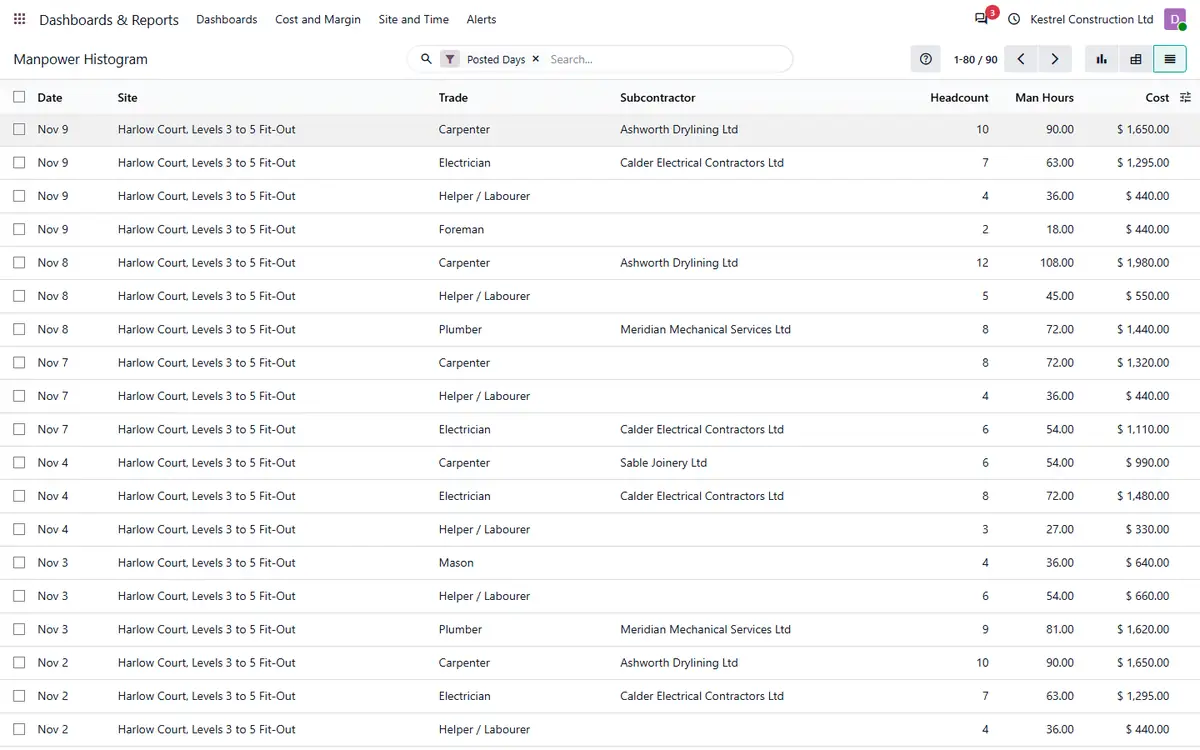 Dashboards & Reports Dashboards Cost and Margin Site and Time Alerts 3 Kestrel Construction Ltd D
Manpower Histogram Posted Days × Search... 1-80 / 90
Date Site Trade Subcontractor Headcount Man Hours Cost
Nov 9 Harlow Court, Levels 3 to 5 Fit-Out Carpenter Ashworth Drylining Ltd 10 90.00 $ 1,650.00
Nov 9 Harlow Court, Levels 3 to 5 Fit-Out Electrician Calder Electrical Contractors Ltd 7 63.00 $ 1,295.00
Nov 9 Harlow Court, Levels 3 to 5 Fit-Out Helper / Labourer 4 36.00 $ 440.00
Nov 9 Harlow Court, Levels 3 to 5 Fit-Out Foreman 2 18.00 $ 440.00
Nov 8 Harlow Court, Levels 3 to 5 Fit-Out Carpenter Ashworth Drylining Ltd 12 108.00 $ 1,980.00
Nov 8 Harlow Court, Levels 3 to 5 Fit-Out Helper / Labourer 5 45.00 $ 550.00
Nov 8 Harlow Court, Levels 3 to 5 Fit-Out Plumber Meridian Mechanical Services Ltd 8 72.00 $ 1,440.00
Nov 7 Harlow Court, Levels 3 to 5 Fit-Out Carpenter 8 72.00 $ 1,320.00
Nov 7 Harlow Court, Levels 3 to 5 Fit-Out Helper / Labourer 4 36.00 $ 440.00
Nov 7 Harlow Court, Levels 3 to 5 Fit-Out Electrician Calder Electrical Contractors Ltd 6 54.00 $ 1,110.00
Nov 4 Harlow Court, Levels 3 to 5 Fit-Out Carpenter Sable Joinery Ltd 6 54.00 $ 990.00
Nov 4 Harlow Court, Levels 3 to 5 Fit-Out Electrician Calder Electrical Contractors Ltd 8 72.00 $ 1,480.00
Nov 4 Harlow Court, Levels 3 to 5 Fit-Out Helper / Labourer 3 27.00 $ 330.00
Nov 3 Harlow Court, Levels 3 to 5 Fit-Out Mason 4 36.00 $ 640.00
Nov 3 Harlow Court, Levels 3 to 5 Fit-Out Helper / Labourer 6 54.00 $ 660.00
Nov 3 Harlow Court, Levels 3 to 5 Fit-Out Plumber Meridian Mechanical Services Ltd 9 81.00 $ 1,620.00
Nov 2 Harlow Court, Levels 3 to 5 Fit-Out Carpenter Ashworth Drylining Ltd 10 90.00 $ 1,650.00
Nov 2 Harlow Court, Levels 3 to 5 Fit-Out Electrician Calder Electrical Contractors Ltd 7 63.00 $ 1,295.00
Nov 2 Harlow Court, Levels 3 to 5 Fit-Out Helper / Labourer 4 36.00 $ 440.00